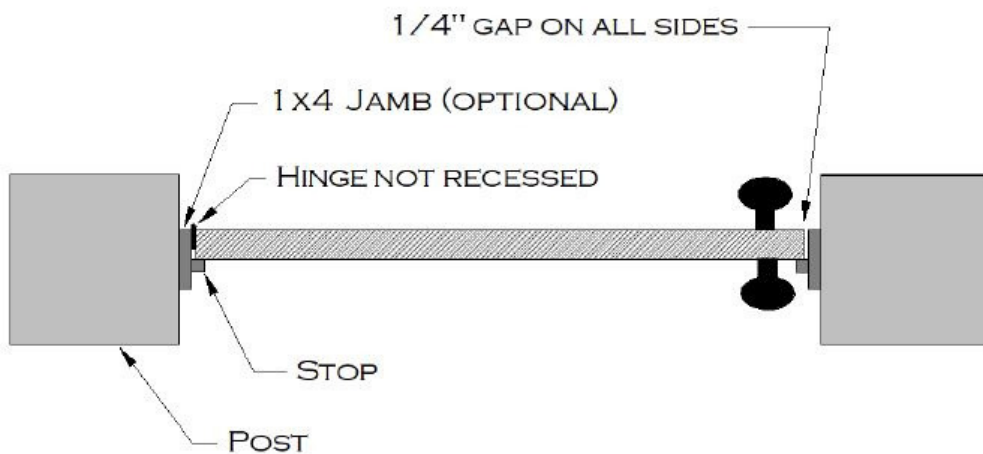 1/4" GAP ON ALL SIDES
1X4 JAMB (OPTIONAL)
HINGE NOT RECESSED
STOP
POST